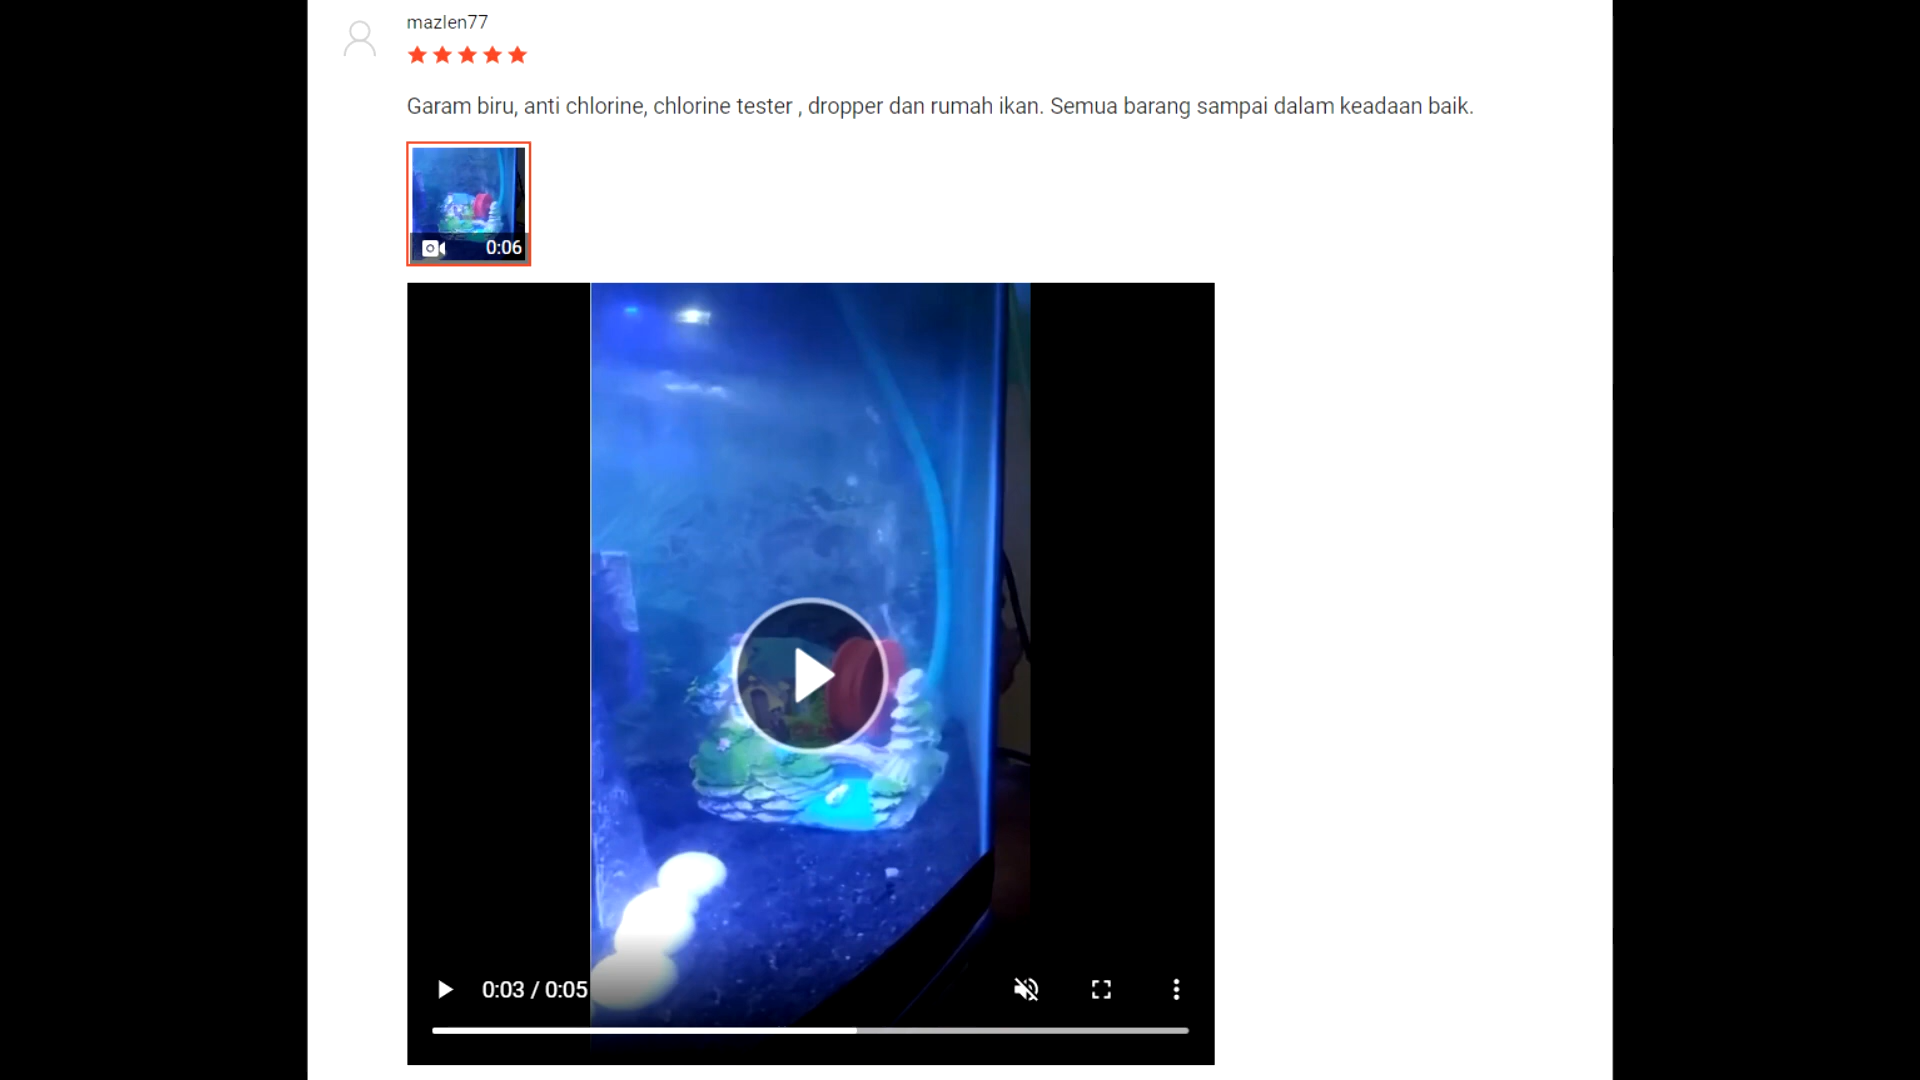 mazlen77
Garam biru, anti chlorine, chlorine tester , dropper dan rumah ikan. Semua barang sampai dalam keadaan baik.
0:06
0:03 / 0:05